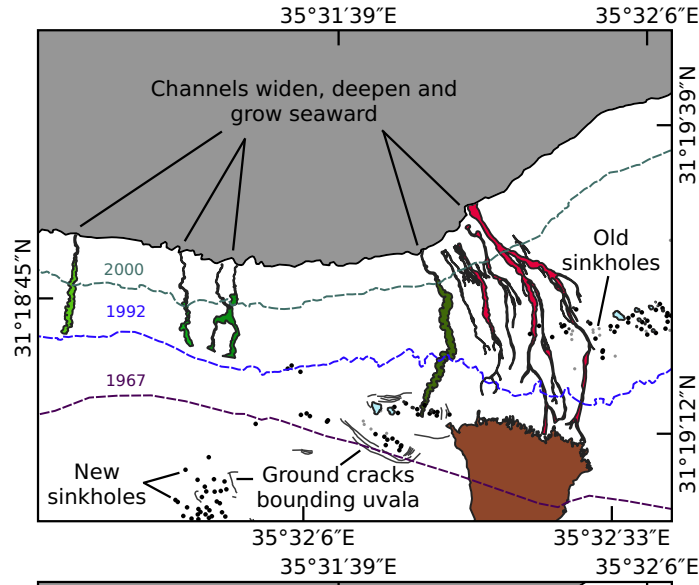 35°31′39″E
35°32′6″E
Channels widen, deepen and
grow seaward
31°19′39″N
Old
sinkholes
2000
31°18′45″N
1992
1967
31°19′12″N
New
sinkholes
Ground cracks
bounding uvala
35°32′6″E
35°32′33″E
35°31′39″E
35°32′6″E